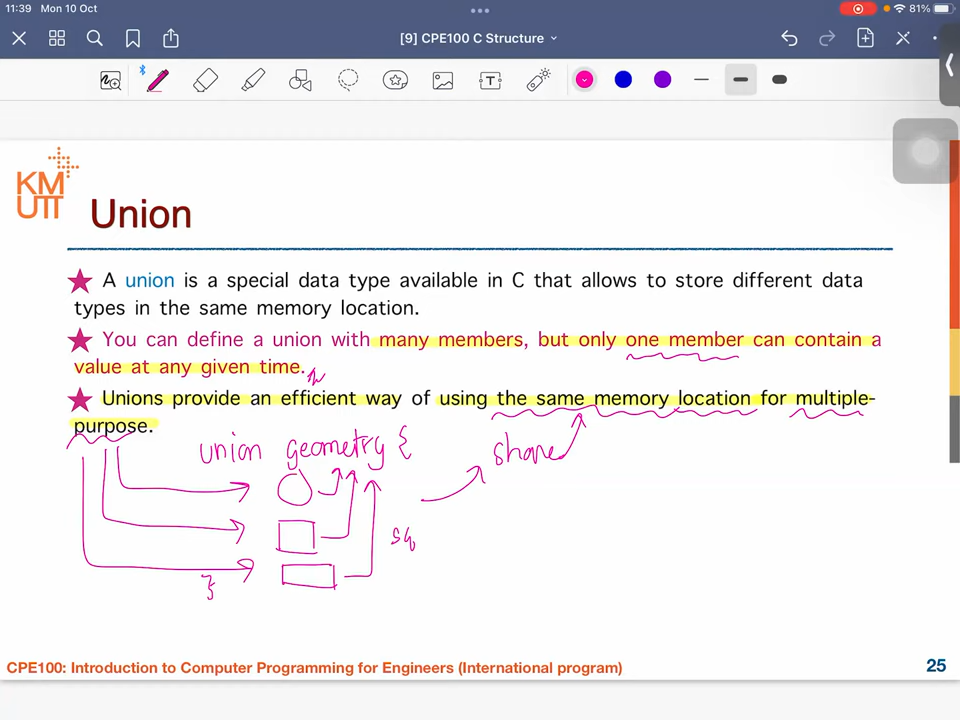 11:39 Mon 10 Oct
81%
[9] CPE100 C Structure
T
KM
UTT
Union
A union is a special data type available in C that allows to store different data
types in the same memory location.
You can define a union with many members, but only one member can contain a
value at any given time.
Unions provide an efficient way of using the same memory location for multiple-
purpose.
union geometry {
share
sq
}
CPE100: Introduction to Computer Programming for Engineers (International program)
25